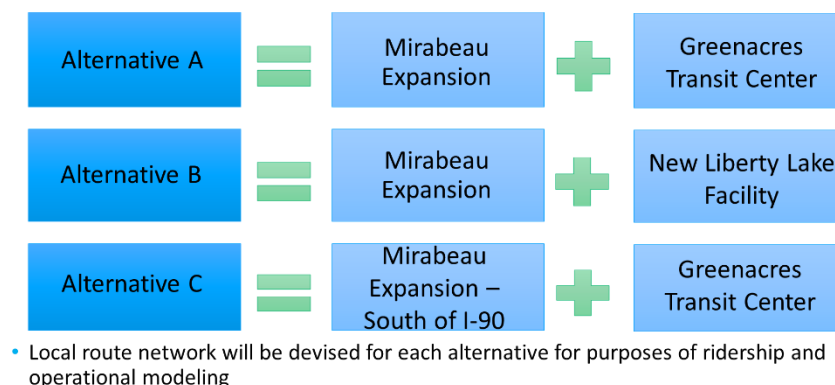 Alternative A
Mirabeau
Expansion
Greenacres
Transit Center
Alternative B
Mirabeau
Expansion
New Liberty Lake
Facility
Alternative C
Mirabeau
Expansion –
South of I-90
Greenacres
Transit Center
• Local route network will be devised for each alternative for purposes of ridership and
operational modeling